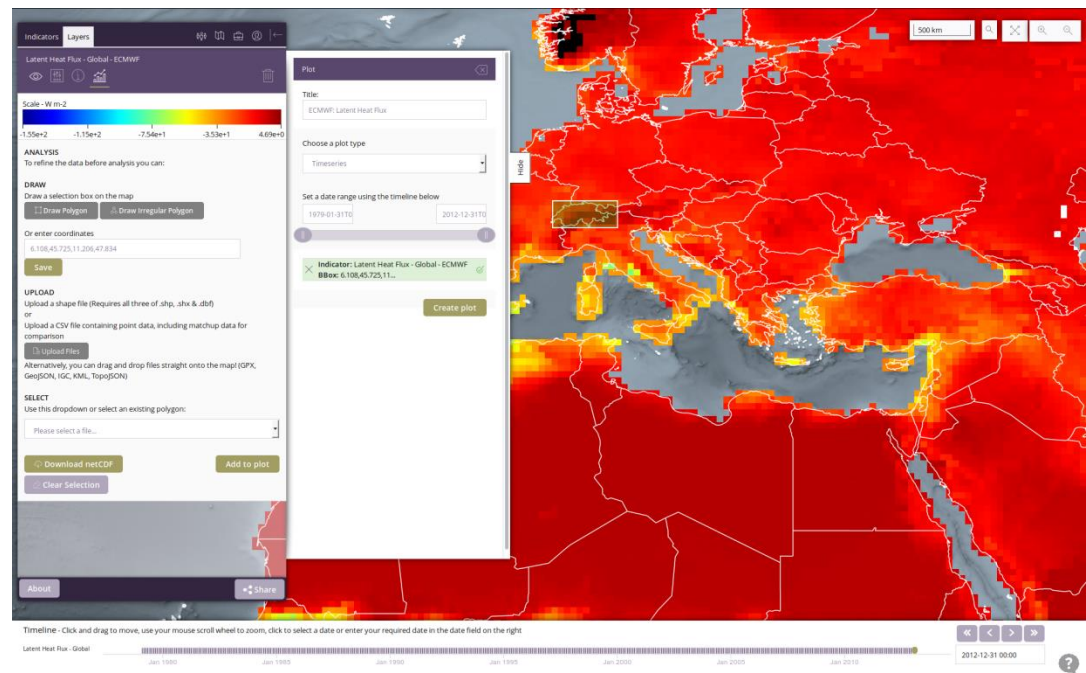 Indicators Layers
Latent Heat Flux - Global - ECMWF
Scale - W m-2
-1.55e+2 -1.15e+2 -7.54e+1 -3.53e+1 4.69e+0
ANALYSIS
To refine the data before analysis you can:
DRAW
Draw a selection box on the map
Draw Polygon Draw Irregular Polygon
Or enter coordinates
6.108,45.725,11.206,47.834
Save
UPLOAD
Upload a shape file (Requires all three of .shp, .shx & .dbf)
or
Upload a CSV file containing point data, including matchup data for
comparison
Upload Files
Alternatively, you can drag and drop files straight onto the map! (GPX,
GeoJSON, IGC, KML, TopoJSON)
SELECT
Use this dropdown or select an existing polygon:
Please select a file...
Download netCDF Add to plot
Clear Selection
About Share
Plot
Title:
ECMWF: Latent Heat Flux
Choose a plot type
Timeseries
Set a date range using the timeline below
1979-01-31T0 2012-12-31T0
Indicator: Latent Heat Flux - Global - ECMWF
BBox: 6.108,45.725,11...
Create plot
Hide
500 km
Timeline - Click and drag to move, use your mouse scroll wheel to zoom, click to select a date or enter your required date in the date field on the right
Latent Heat Flux - Global
Jan 1980 Jan 1985 Jan 1990 Jan 1995 Jan 2000 Jan 2005 Jan 2010
2012-12-31 00:00
?